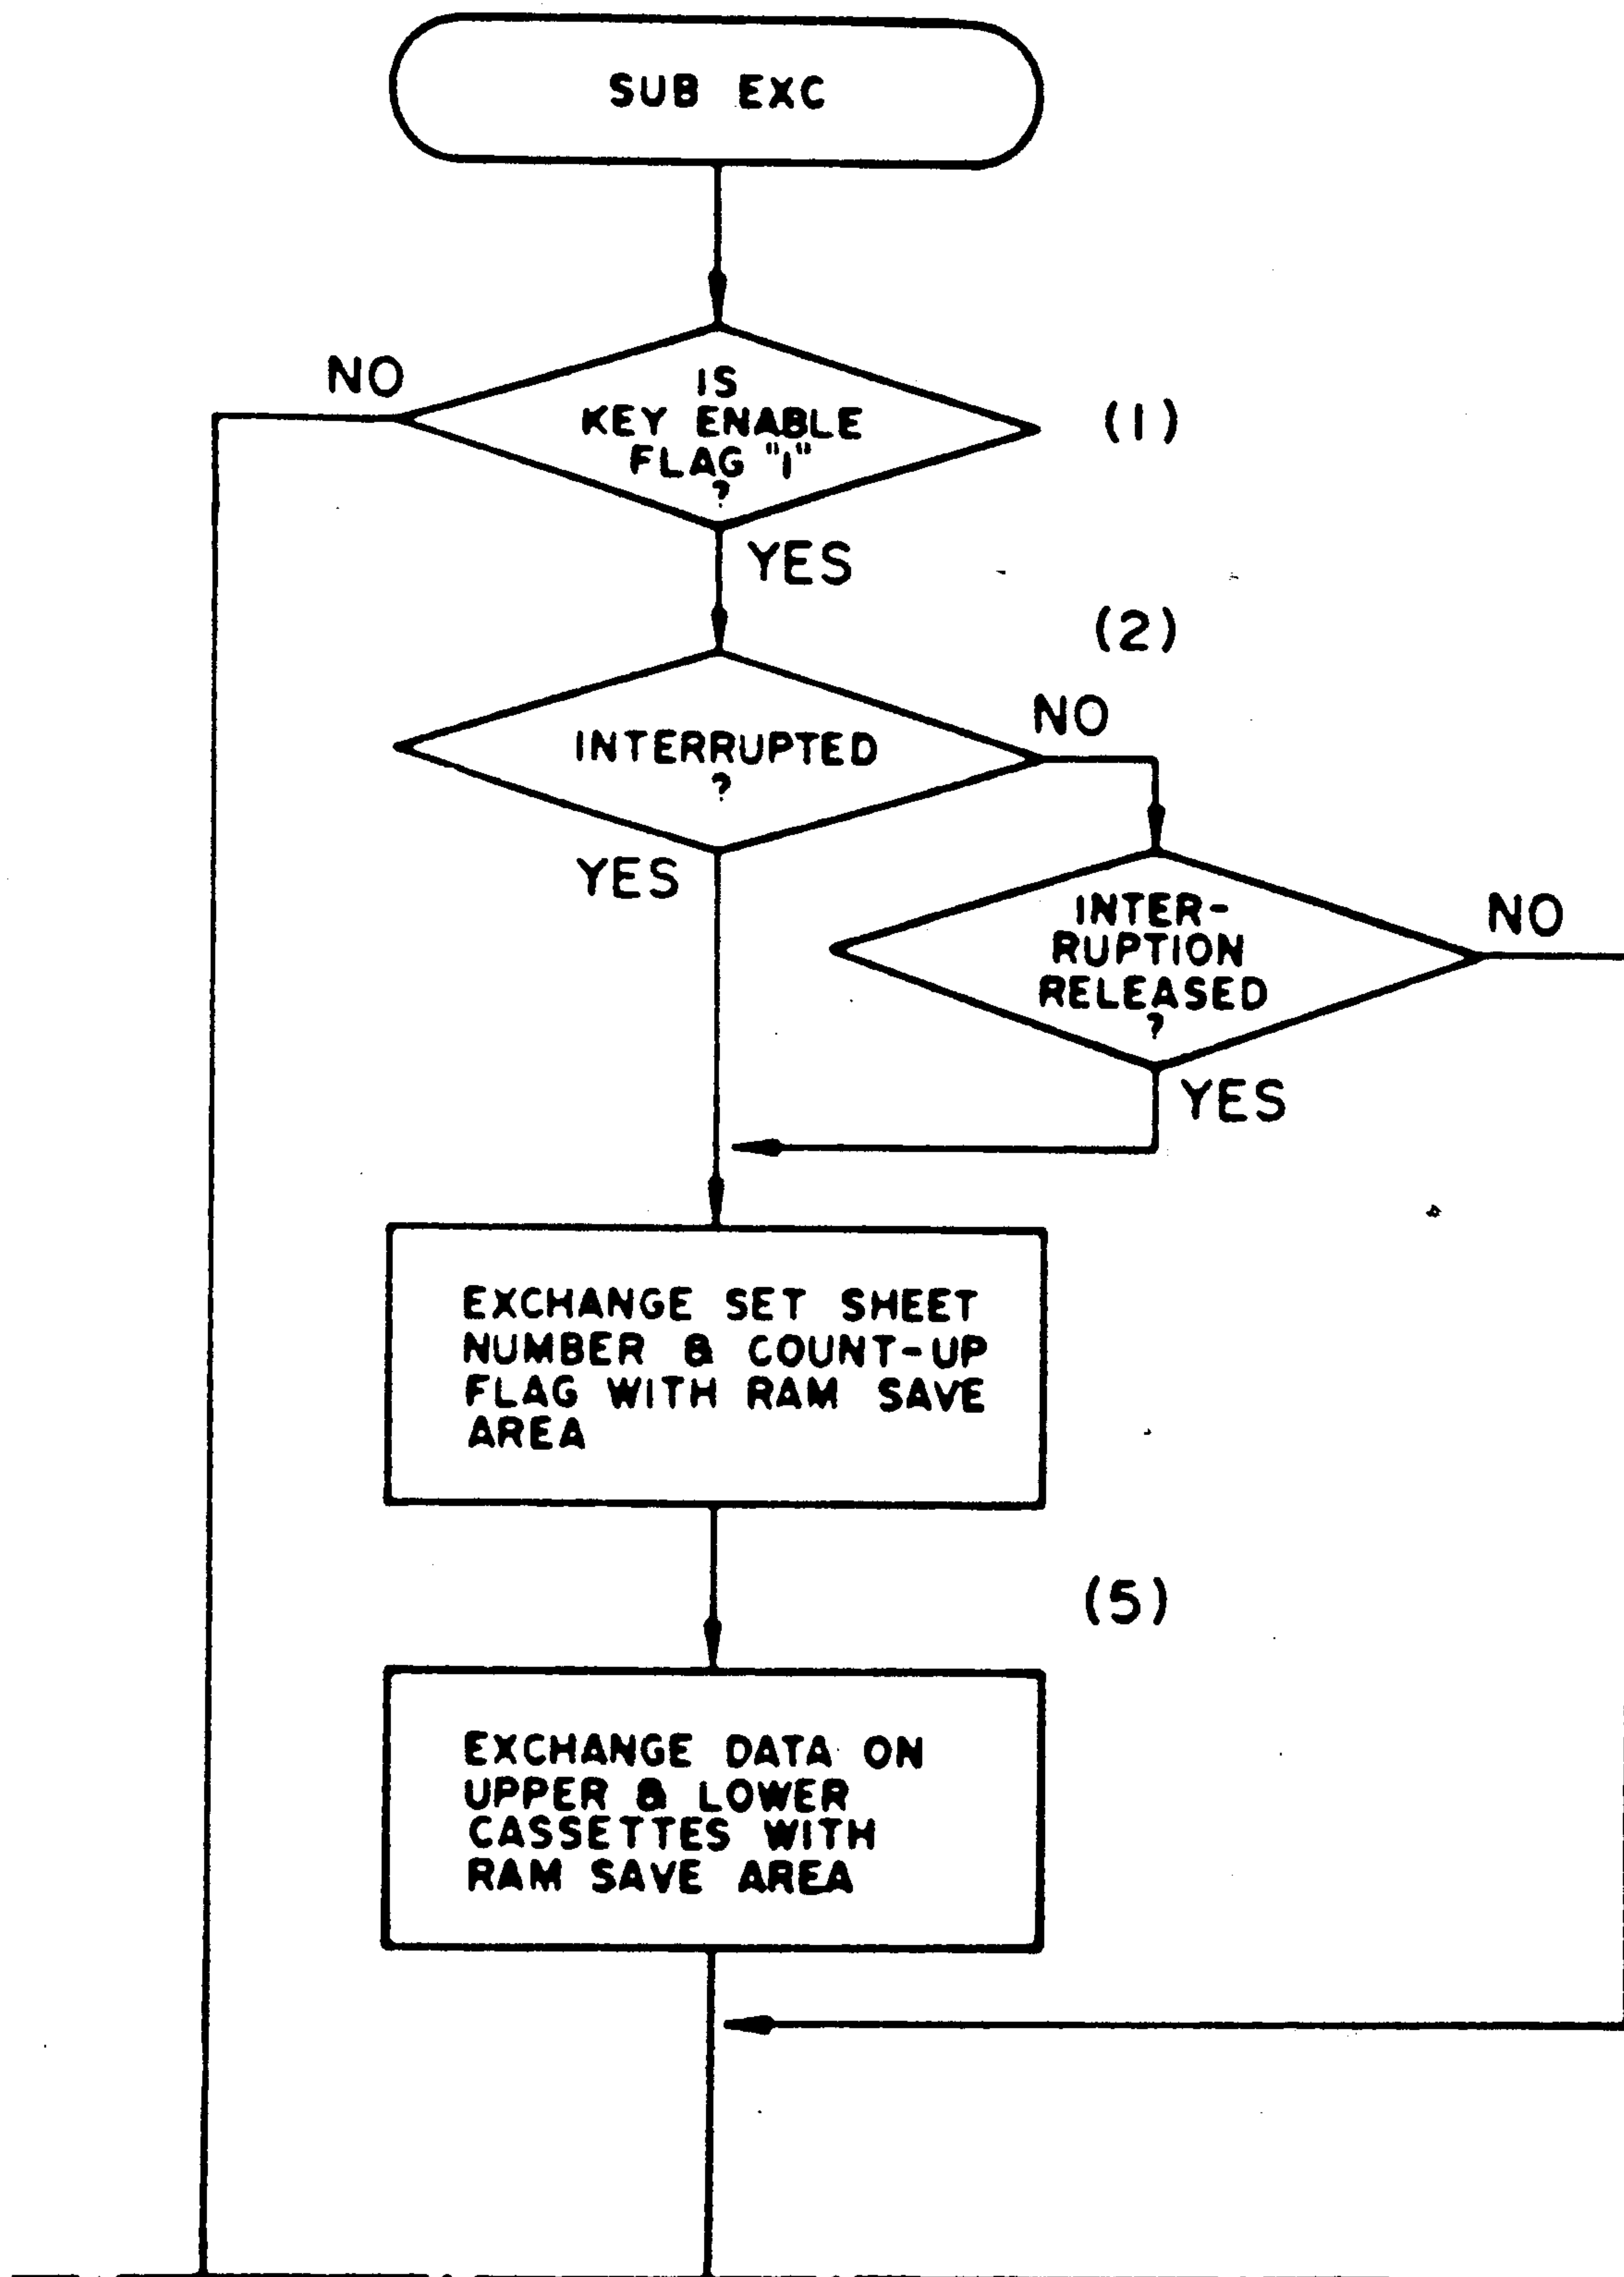 SUB EXC
NO
IS
KEY ENABLE
FLAG "1"
?
(1)
YES
(2)
INTERRUPTED
?
NO
YES
INTER-
RUPTION
RELEASED
?
NO
YES
EXCHANGE SET SHEET
NUMBER & COUNT-UP
FLAG WITH RAM SAVE
AREA
(5)
EXCHANGE DATA ON
UPPER & LOWER
CASSETTES WITH
RAM SAVE AREA